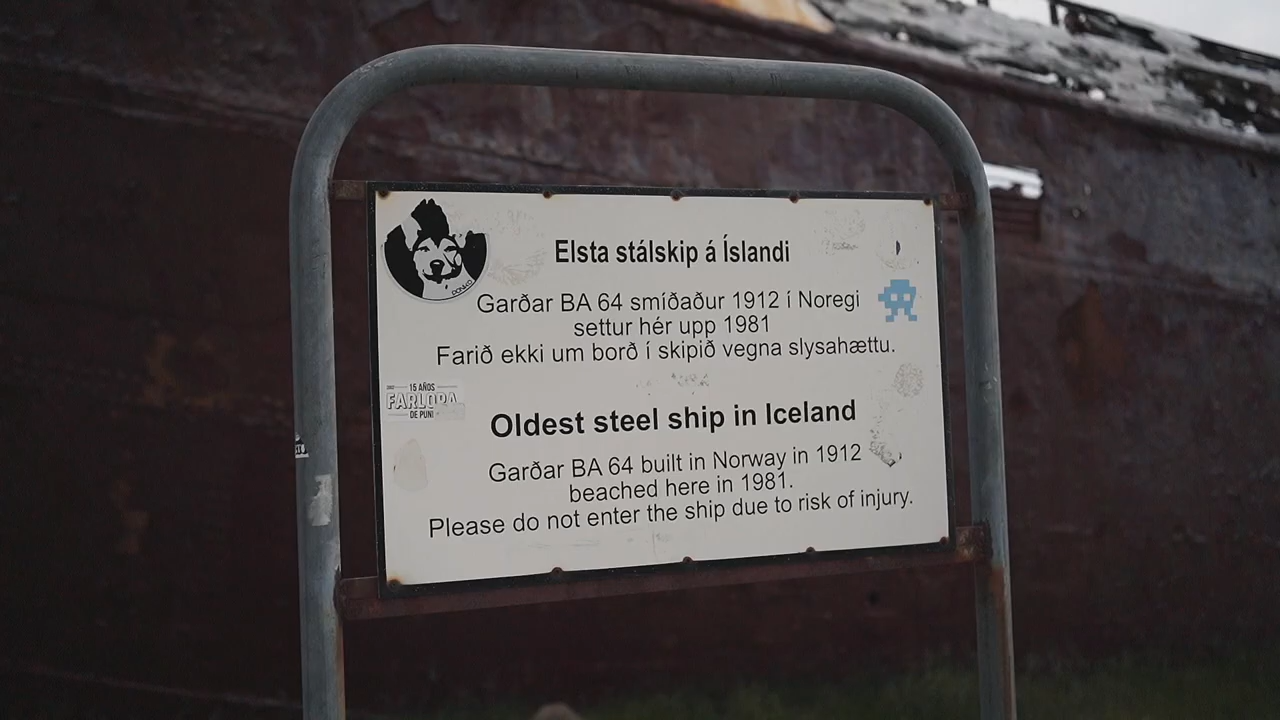 Elsta stálskip á Íslandi
Garðar BA 64 smíðaður 1912 í Noregi
settur hér upp 1981
Farið ekki um borð í skipið vegna slysahættu.
15 AÑOS
FARLOPA
DE PUNI
Oldest steel ship in Iceland
Garðar BA 64 built in Norway in 1912
beached here in 1981.
Please do not enter the ship due to risk of injury.